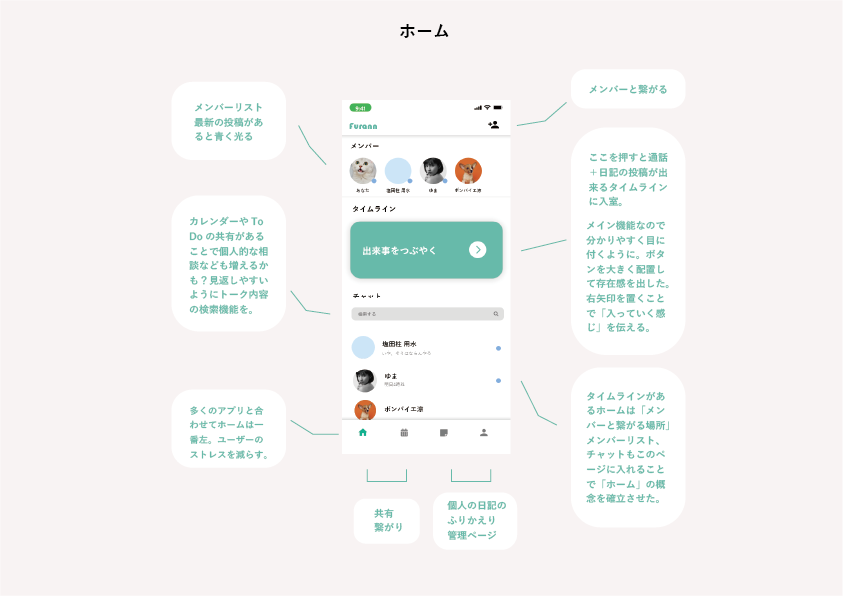 ホーム
メンバーリスト
最新の投稿があ
ると青く光る
カレンダーや To
Do の共有がある
ことで個人的な相
談なども増えるか
も?見返しやすい
ようにトーク内容
の検索機能を。
多くのアプリと合
わせてホームは一
番左。ユーザーの
ストレスを減らす。
9:41
Furann
メンバー
あなた
塩田柱 用水
ゆま
ボンバイエ涼
タイムライン
出来事をつぶやく
チャット
検索する
塩田柱 用水
ゆま
ボンバイエ涼
共有
繋がり
個人の日記の
ふりかえり
管理ページ
メンバーと繋がる
ここを押すと通話
+日記の投稿が出
来るタイムライン
に入室。
メイン機能なので
分かりやすく目に
付くように。ボタ
ンを大きく配置し
て存在感を出した。
右矢印を置くこと
で「入っていく感
じ」を伝える。
タイムラインがあ
るホームは「メン
バーと繋がる場所」
メンバーリスト、
チャットもこのペ
ージに入れること
で「ホーム」の概
念を確立させた。